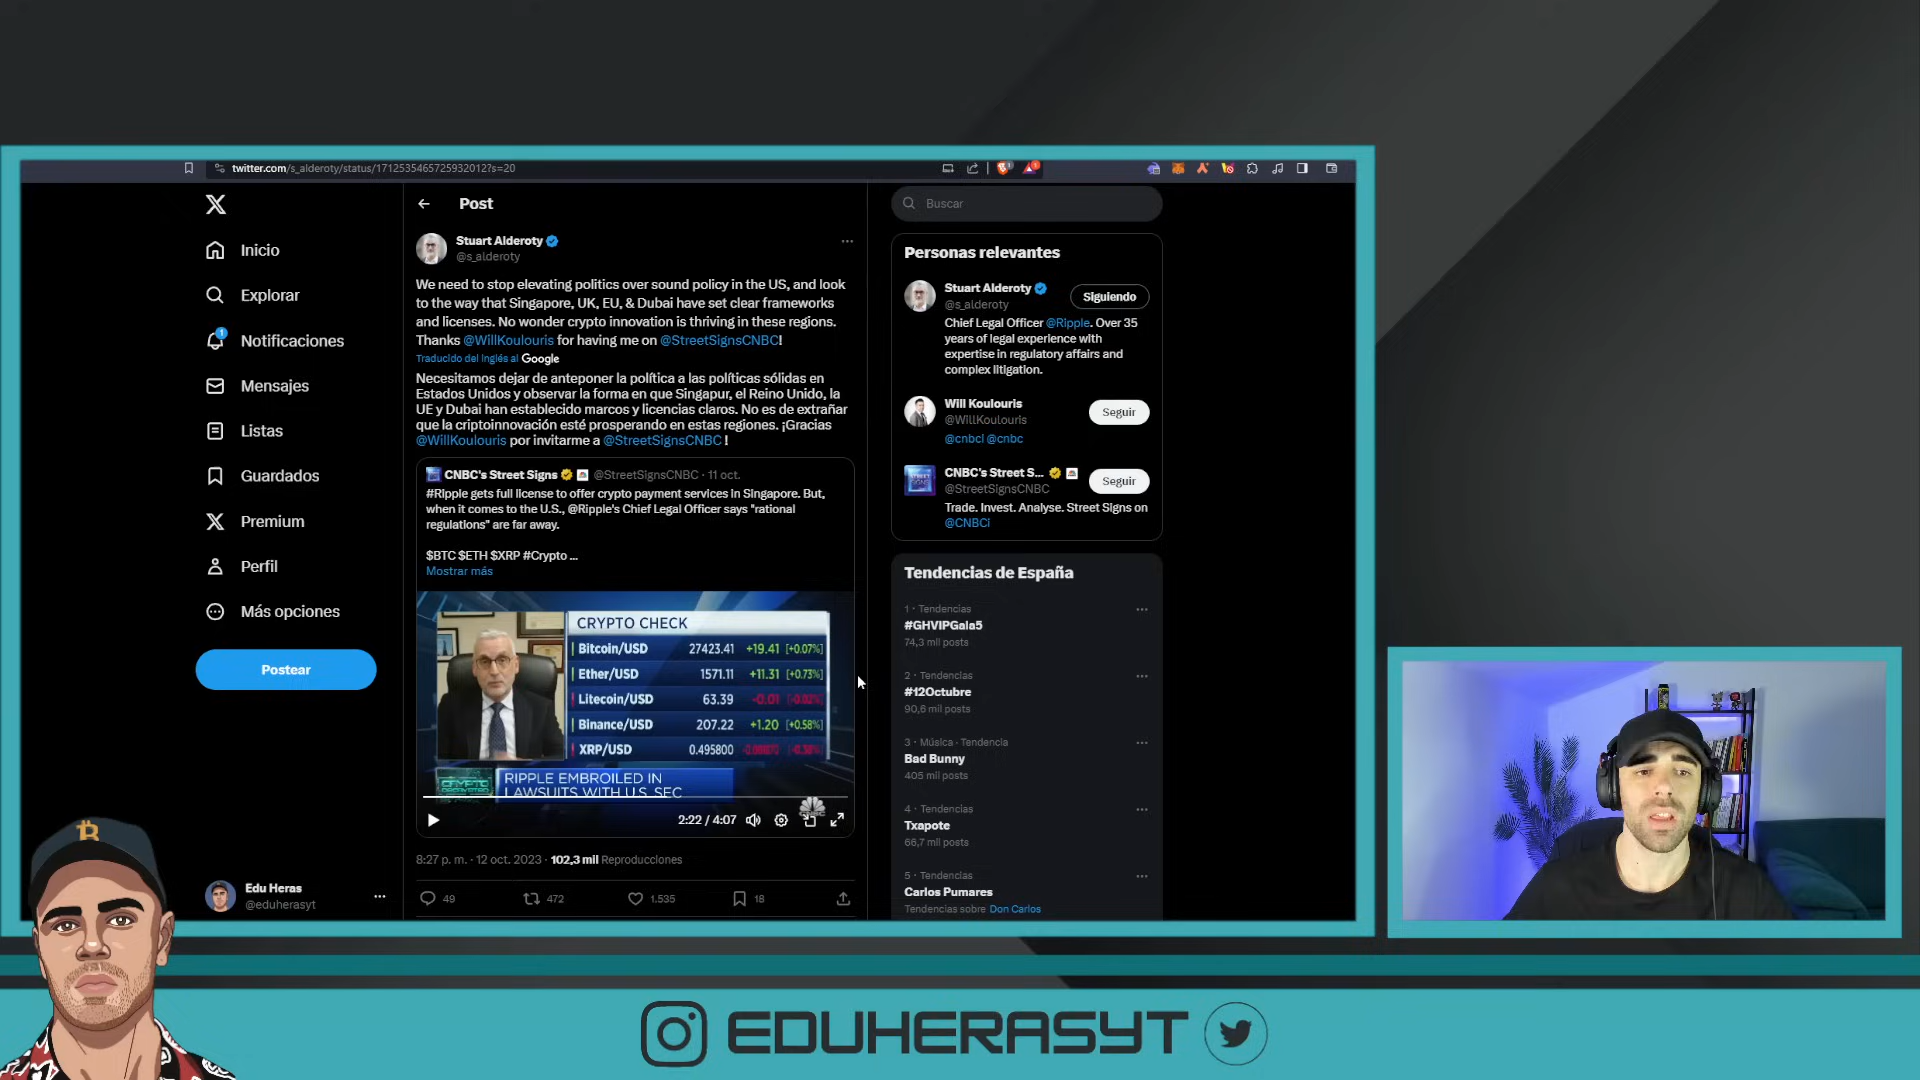 twitter.com/s_alderoty/status/1712535465725932012?s=20
Post
Buscar
Inicio
Explorar
1
Notificaciones
Mensajes
Listas
Guardados
Premium
Perfil
Más opciones
Postear
Edu Heras
@eduherasyt
Stuart Alderoty
@s_alderoty
We need to stop elevating politics over sound policy in the US, and look
to the way that Singapore, UK, EU, & Dubai have set clear frameworks
and licenses. No wonder crypto innovation is thriving in these regions.
Thanks @WillKoulouris for having me on @StreetSignsCNBC!
Traducido del inglés al Google
Necesitamos dejar de anteponer la política a las políticas sólidas en
Estados Unidos y observar la forma en que Singapur, el Reino Unido, la
UE y Dubai han establecido marcos y licencias claros. No es de extrañar
que la criptoinnovación esté prosperando en estas regiones. ¡Gracias
@WillKoulouris por invitarme a @StreetSignsCNBC !
CNBC's Street Signs @StreetSignsCNBC · 11 oct.
#Ripple gets full license to offer crypto payment services in Singapore. But,
when it comes to the U.S., @Ripple's Chief Legal Officer says "rational
regulations" are far away.
$BTC $ETH $XRP #Crypto ...
Mostrar más
CRYPTO CHECK
Bitcoin/USD 27423.41 +19.41 [+0.07%]
Ether/USD 1571.11 +11.31 [+0.73%]
Litecoin/USD 63.39 -0.01 [-0.02%]
Binance/USD 207.22 +1.20 [+0.58%]
XRP/USD 0.495800
RIPPLE EMBROILED IN
LAWSUITS WITH U.S. SEC
2:22 / 4:07
8:27 p. m. · 12 oct. 2023 · 102,3 mil Reproducciones
49 472 1.535 18
Personas relevantes
Stuart Alderoty
@s_alderoty
Siguiendo
Chief Legal Officer @Ripple. Over 35
years of legal experience with
expertise in regulatory affairs and
complex litigation.
Will Koulouris
@WillKoulouris
Seguir
@cnbci @cnbc
CNBC's Street S...
@StreetSignsCNBC
Seguir
Trade. Invest. Analyse. Street Signs on
@CNBCi
Tendencias de España
1 · Tendencias
#GHVIPGala5
74,3 mil posts
2 · Tendencias
#12Octubre
90,6 mil posts
3 · Música · Tendencia
Bad Bunny
405 mil posts
4 · Tendencias
Txapote
66,7 mil posts
5 · Tendencias
Carlos Pumares
Tendencias sobre Don Carlos
EDUHERASYT